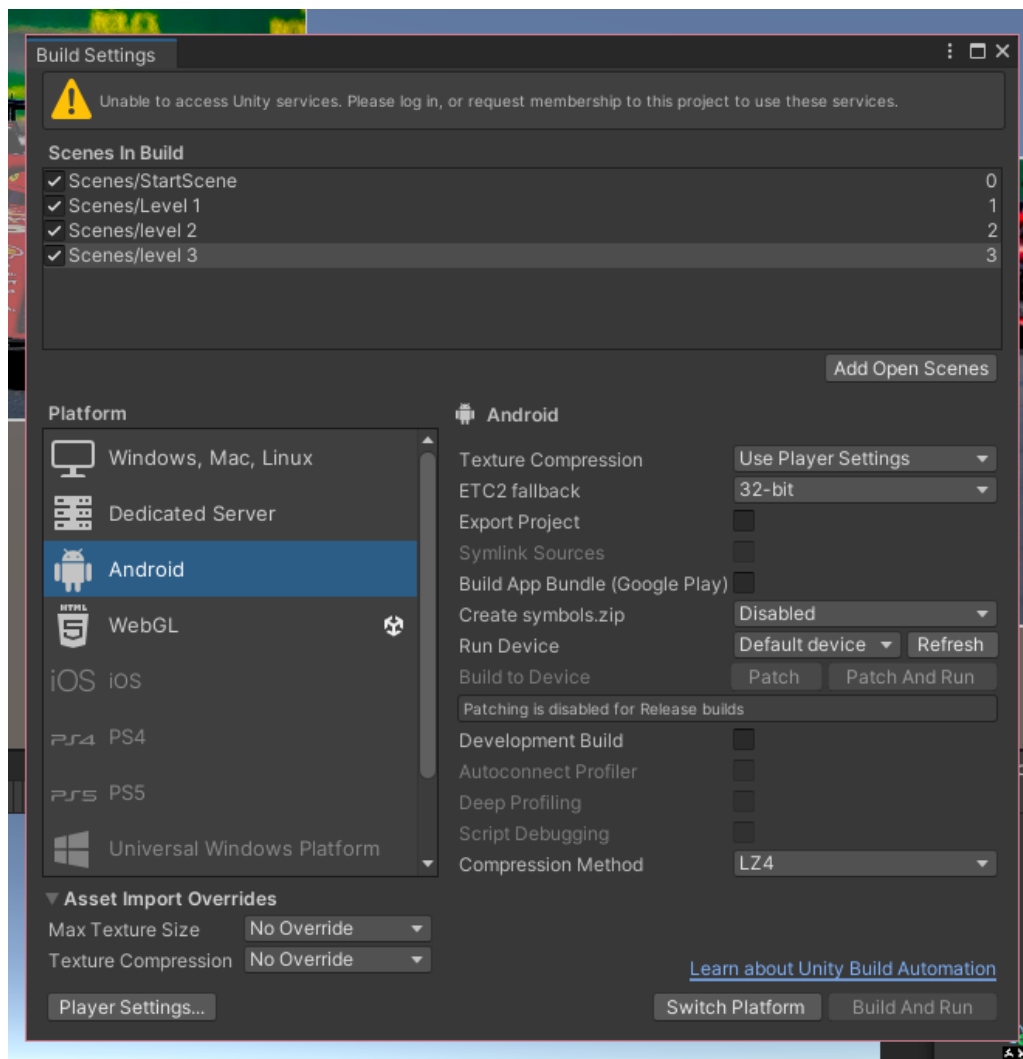 Build Settings
Unable to access Unity services. Please log in, or request membership to this project to use these services.
Scenes In Build
Scenes/StartScene 0
Scenes/Level 1 1
Scenes/level 2 2
Scenes/level 3 3
Add Open Scenes
Platform
Windows, Mac, Linux
Dedicated Server
Android
HTML 5 WebGL
iOS iOS
PS4 PS4
PS5 PS5
Universal Windows Platform
Android
Texture Compression Use Player Settings
ETC2 fallback 32-bit
Export Project
Symlink Sources
Build App Bundle (Google Play)
Create symbols.zip Disabled
Run Device Default device Refresh
Build to Device Patch Patch And Run
Patching is disabled for Release builds
Development Build
Autoconnect Profiler
Deep Profiling
Script Debugging
Compression Method LZ4
Asset Import Overrides
Max Texture Size No Override
Texture Compression No Override
Learn about Unity Build Automation
Player Settings... Switch Platform Build And Run